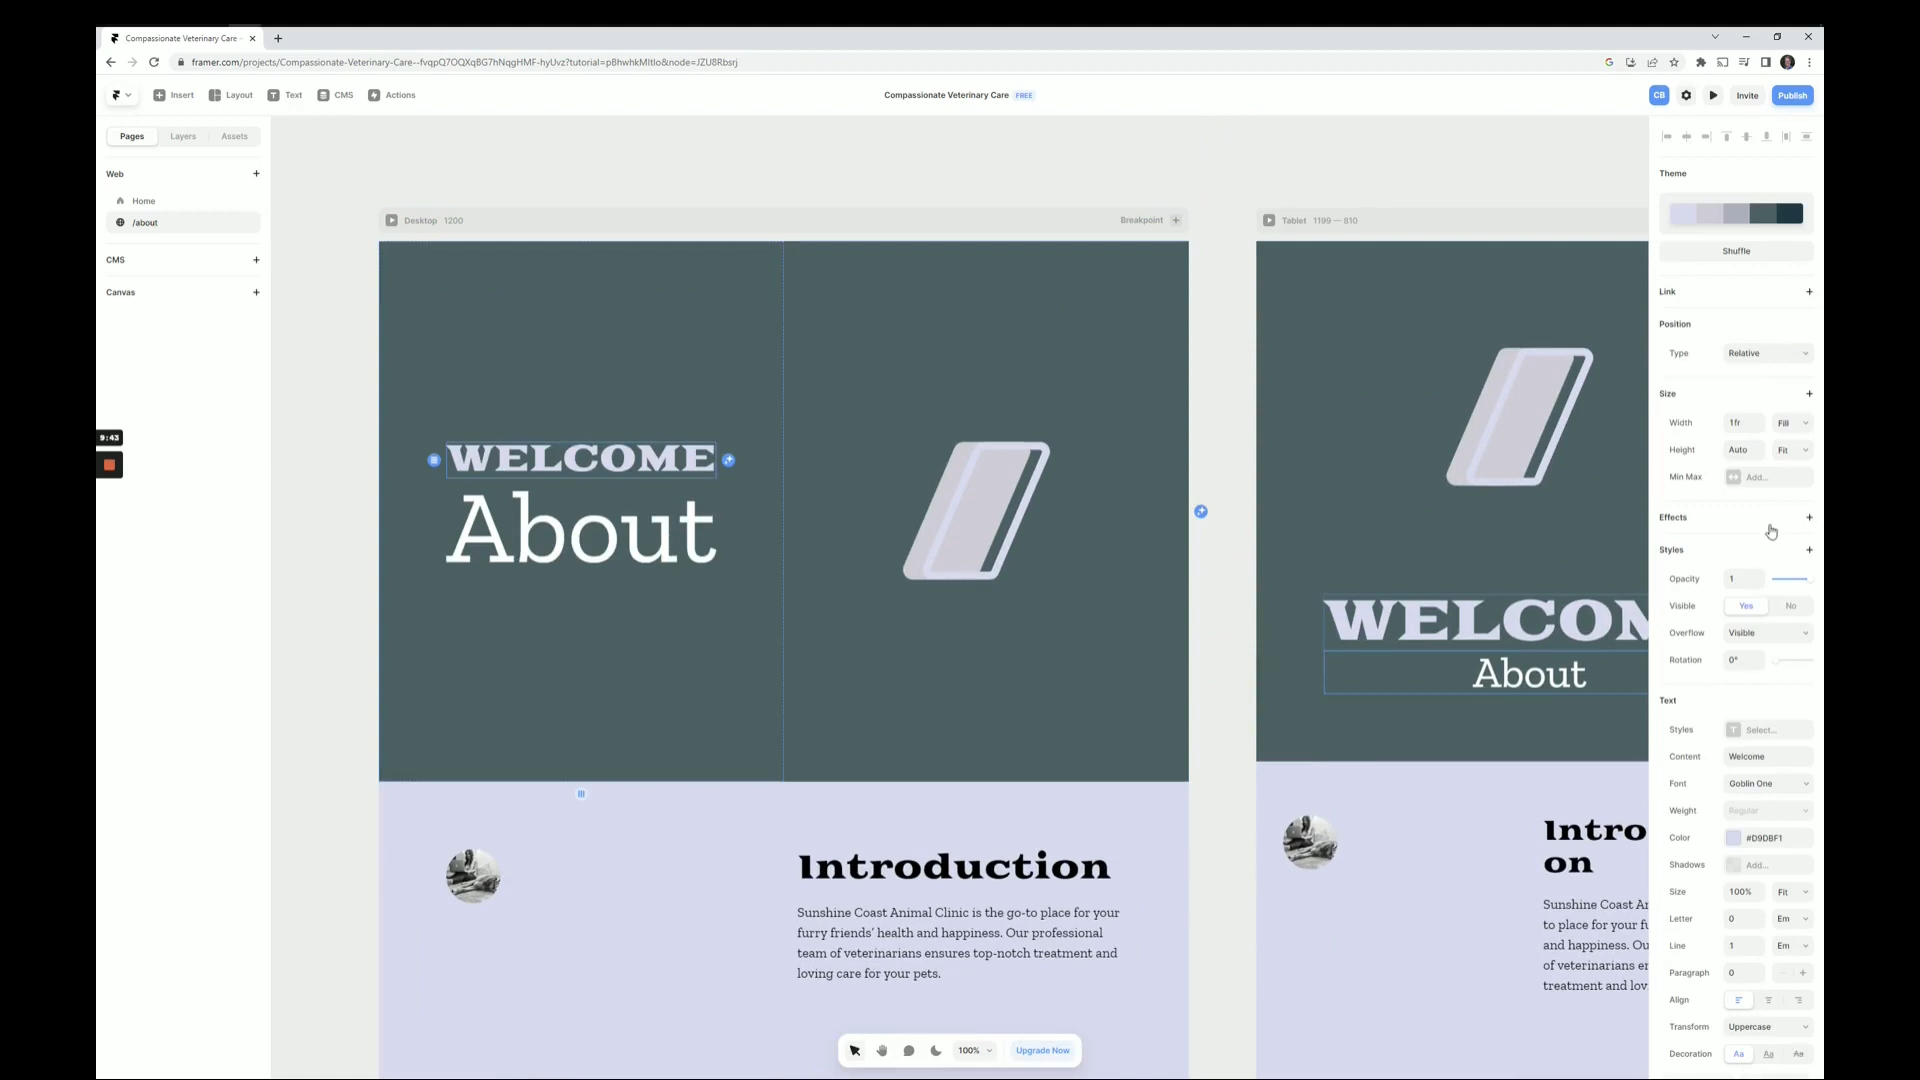 Compassionate Veterinary Care -
framer.com/projects/Compassionate-Veterinary-Care--fvqpQ7OQXqBG7hNqgHMF-hyUvz?tutorial=pBhwhkMltlo&node=JZU8Rbsrj
Insert Layout Text CMS Actions
Compassionate Veterinary Care FREE
CB Invite Publish
Pages Layers Assets
Web
Home
/about
CMS
Canvas
9:43
Desktop 1200
Breakpoint
WELCOME
About
Introduction
Sunshine Coast Animal Clinic is the go-to place for your
furry friends' health and happiness. Our professional
team of veterinarians ensures top-notch treatment and
loving care for your pets.
Tablet 1199 — 810
WELCOM
About
Intro
on
Sunshine Coast Ar
to place for your fu
and happiness. Ou
of veterinarians er
treatment and lov
100% Upgrade Now
Theme
Shuffle
Link
Position
Type Relative
Size
Width 1fr Fill
Height Auto Fit
Min Max Add...
Effects
Styles
Opacity 1
Visible Yes No
Overflow Visible
Rotation 0°
Text
Styles T Select...
Content Welcome
Font Goblin One
Weight Regular
Color #D9DBF1
Shadows Add...
Size 100% Fit
Letter 0 Em
Line 1 Em
Paragraph 0
Align
Transform Uppercase
Decoration Aa Aa Aa